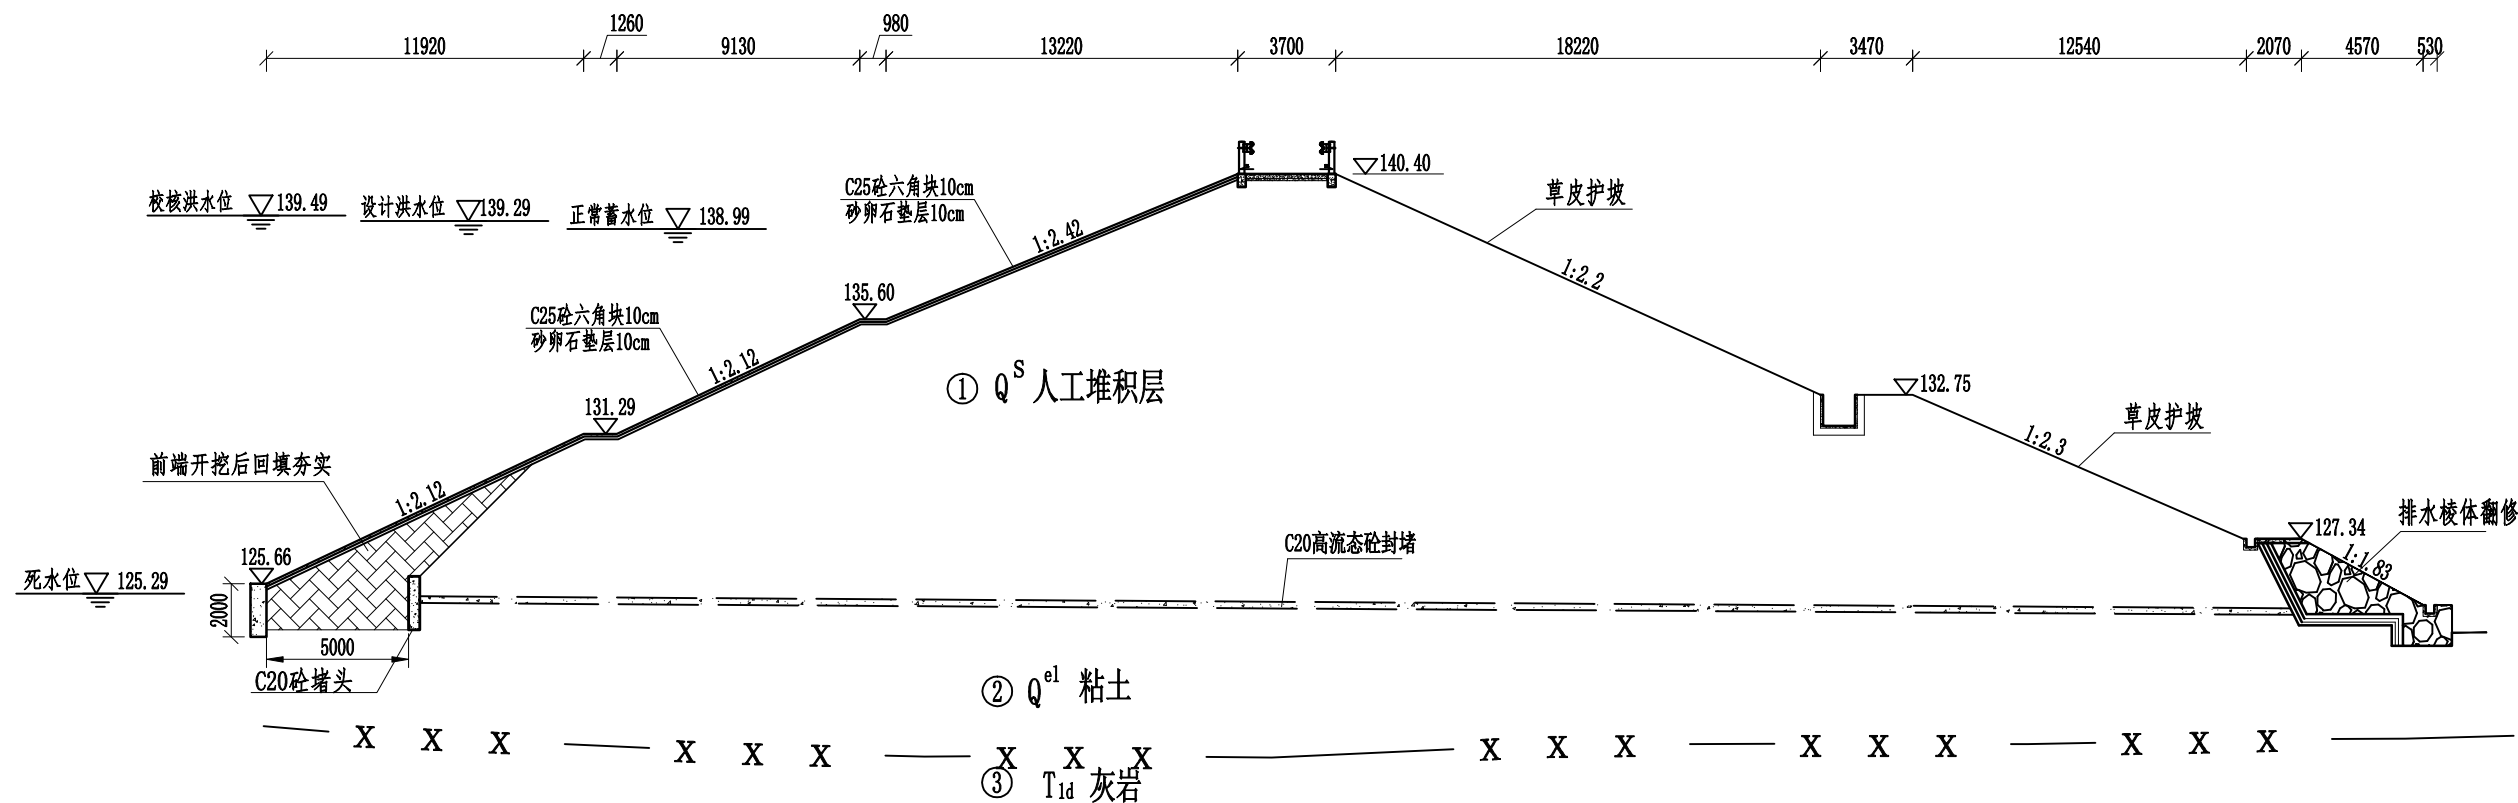 1260
980
11920
9130
13220
3700
18220
3470
12540
2070
4570
530
140.40
校核洪水位 139.49
设计洪水位 139.29
正常蓄水位 138.99
C25砼六角块10cm
砂卵石垫层10cm
1:2.42
草皮护坡
1:2.2
135.60
C25砼六角块10cm
砂卵石垫层10cm
1:2.12
① Qˢ 人工堆积层
132.75
131.29
草皮护坡
1:2.3
前端开挖后回填夯实
1:2.12
排水棱体翻修
127.34
1:1.83
125.66
C20高流态砼封堵
死水位 125.29
2000
5000
C20砼堵头
② Qᵉˡ 粘土
X X X X X X X X X X X X X X X X X X
③ T₁d 灰岩